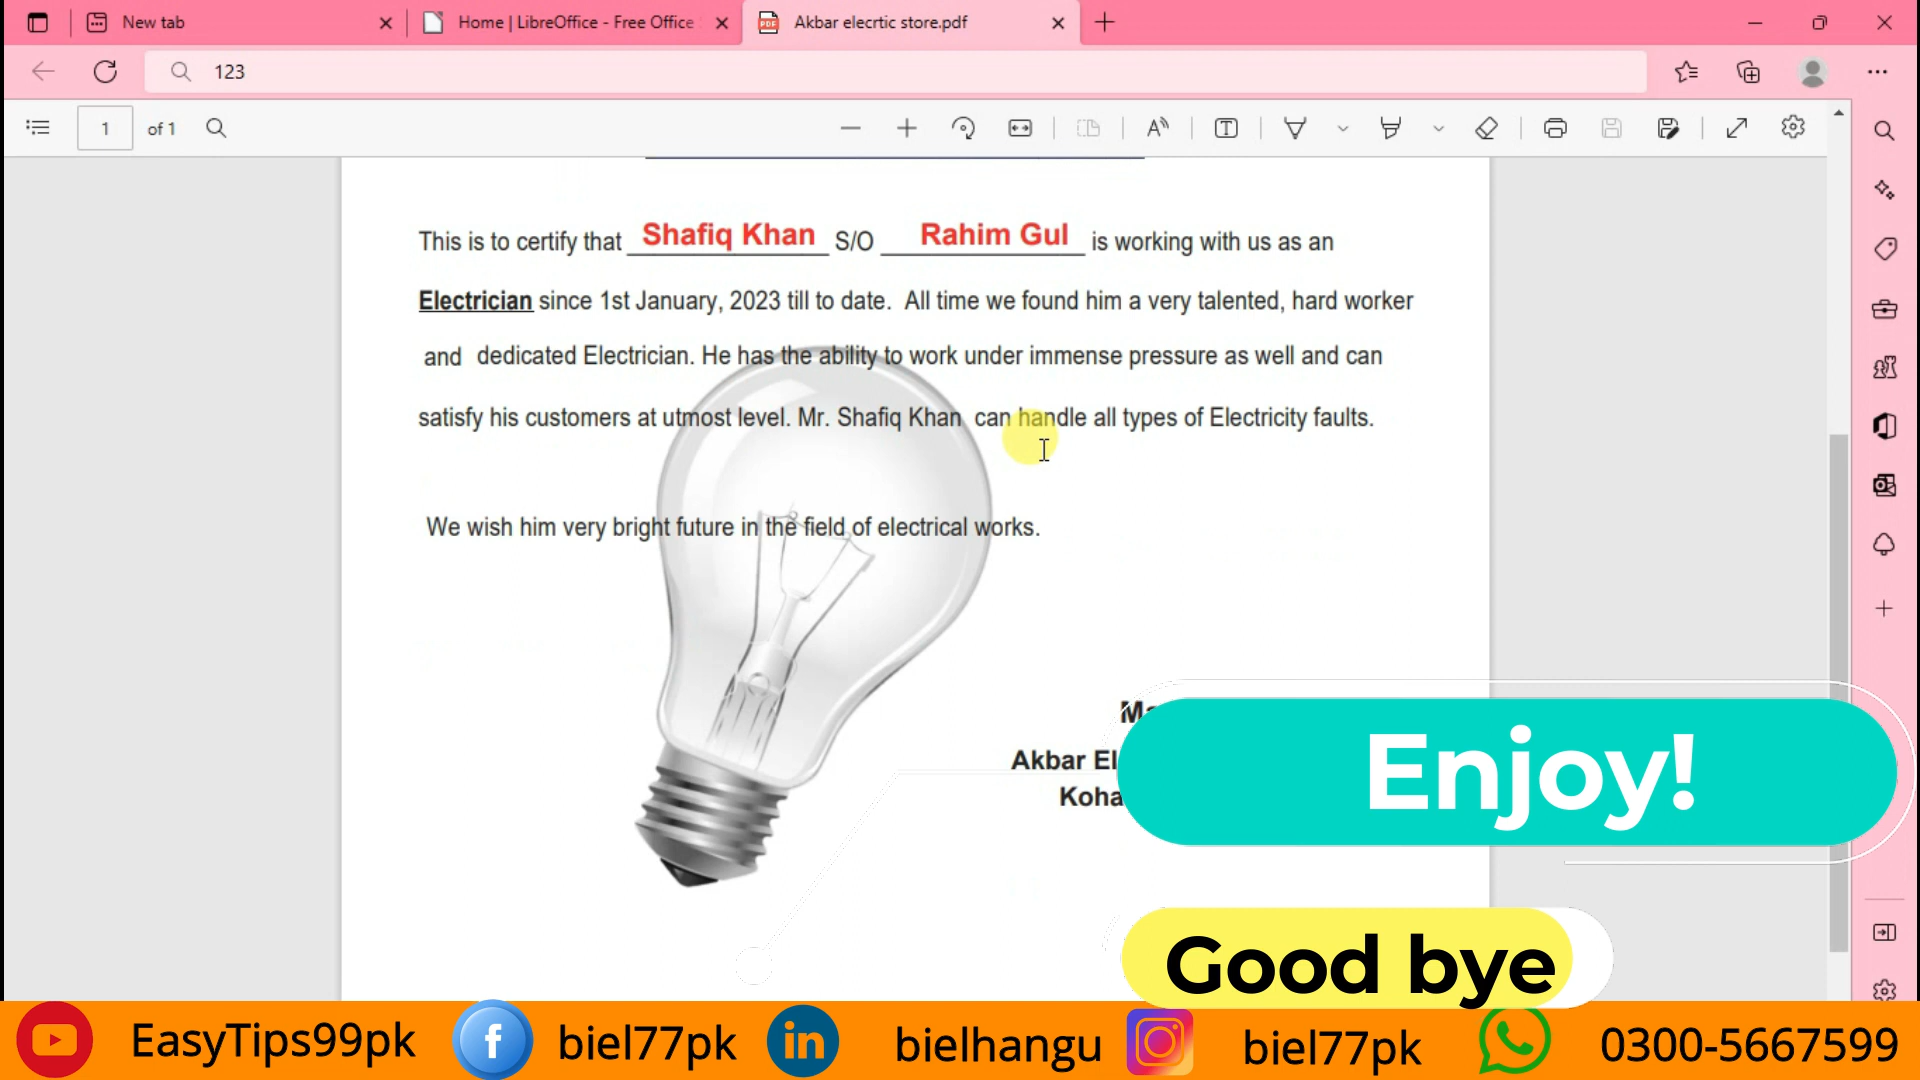 New tab
Home | LibreOffice - Free Office
Akbar elecrtic store.pdf
123
1 of 1
This is to certify that Shafiq Khan S/O Rahim Gul is working with us as an
Electrician since 1st January, 2023 till to date. All time we found him a very talented, hard worker
and dedicated Electrician. He has the ability to work under immense pressure as well and can
satisfy his customers at utmost level. Mr. Shafiq Khan can handle all types of Electricity faults.
We wish him very bright future in the field of electrical works.
Akbar
Enjoy!
Good bye
EasyTips99pk biel77pk bielhangu biel77pk 0300-5667599